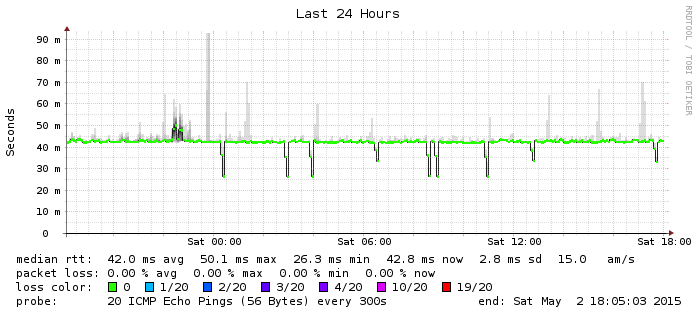 Last 24 Hours
RRDTOOL / TOBI OETIKER
Seconds
90 m
80 m
70 m
60 m
50 m
40 m
30 m
20 m
10 m
0
Sat 00:00 Sat 06:00 Sat 12:00 Sat 18:00
median rtt: 42.0 ms avg 50.1 ms max 26.3 ms min 42.8 ms now 2.8 ms sd 15.0 am/s
packet loss: 0.00 % avg 0.00 % max 0.00 % min 0.00 % now
loss color: 0 1/20 2/20 3/20 4/20 10/20 19/20
probe: 20 ICMP Echo Pings (56 Bytes) every 300s end: Sat May 2 18:05:03 2015